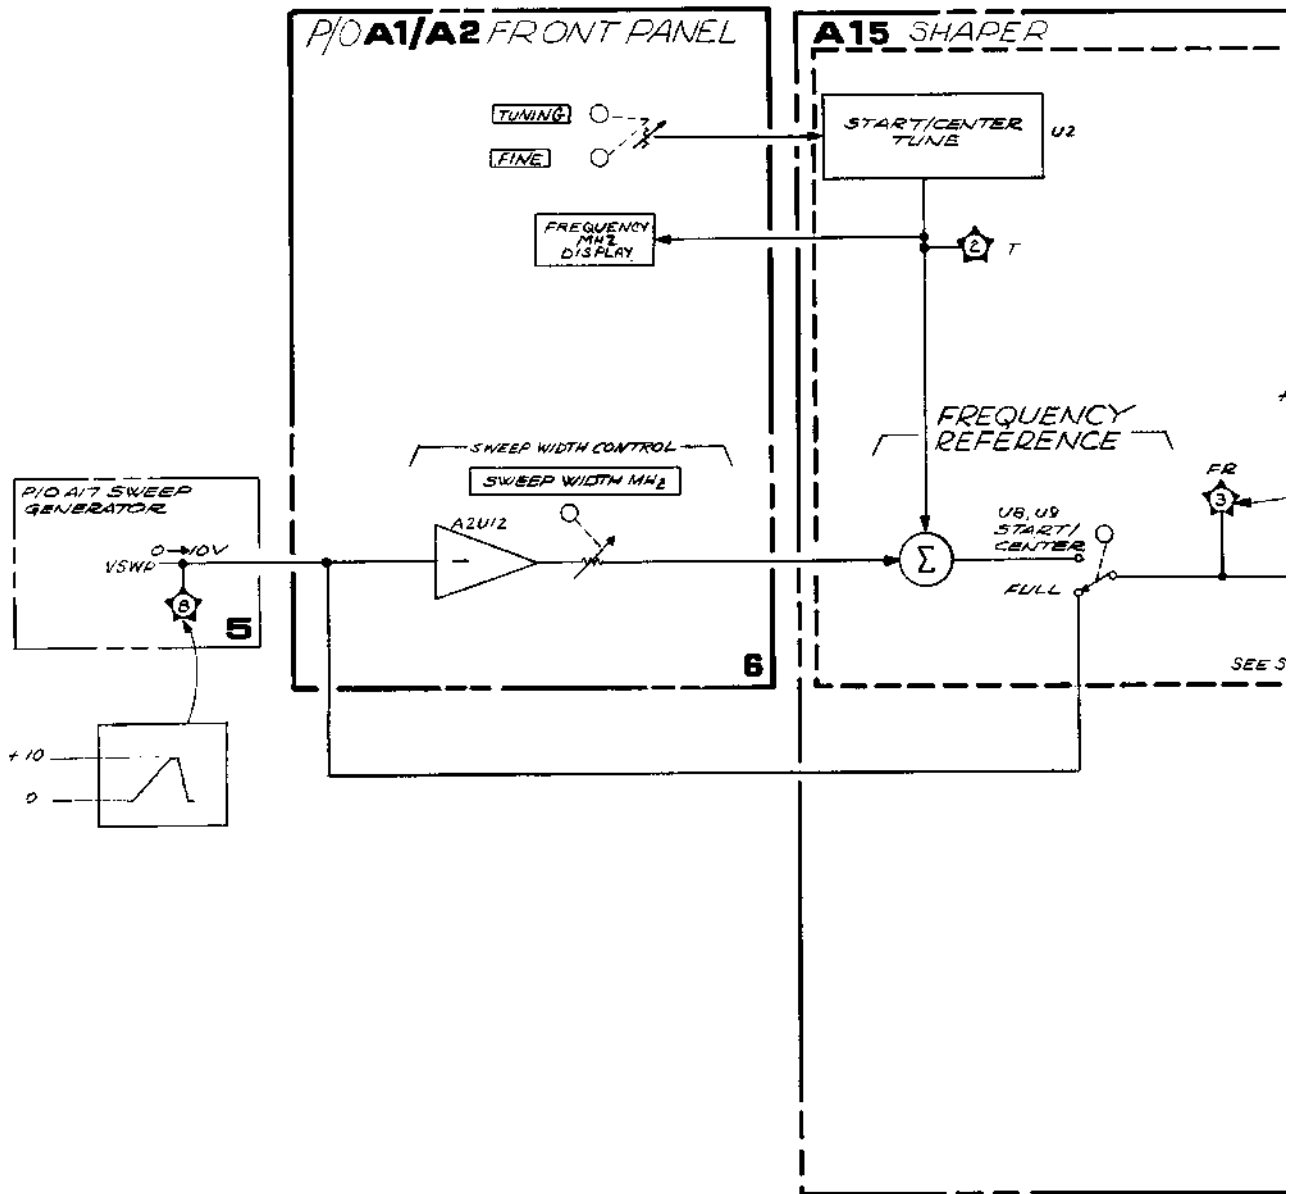 P/O A1/A2 FRONT PANEL
A15 SHAPER
TUNING
FINE
START/CENTER
TUNE
U2
FREQUENCY
MHZ
DISPLAY
2
T
FREQUENCY
REFERENCE
SWEEP WIDTH CONTROL
SWEEP WIDTH MHZ
A2U12
-
P/O A17 SWEEP
GENERATOR
0→10V
VSWP
8
5
Σ
U8, U9
START/
CENTER
FULL
FR
3
6
SEE S
+10
0